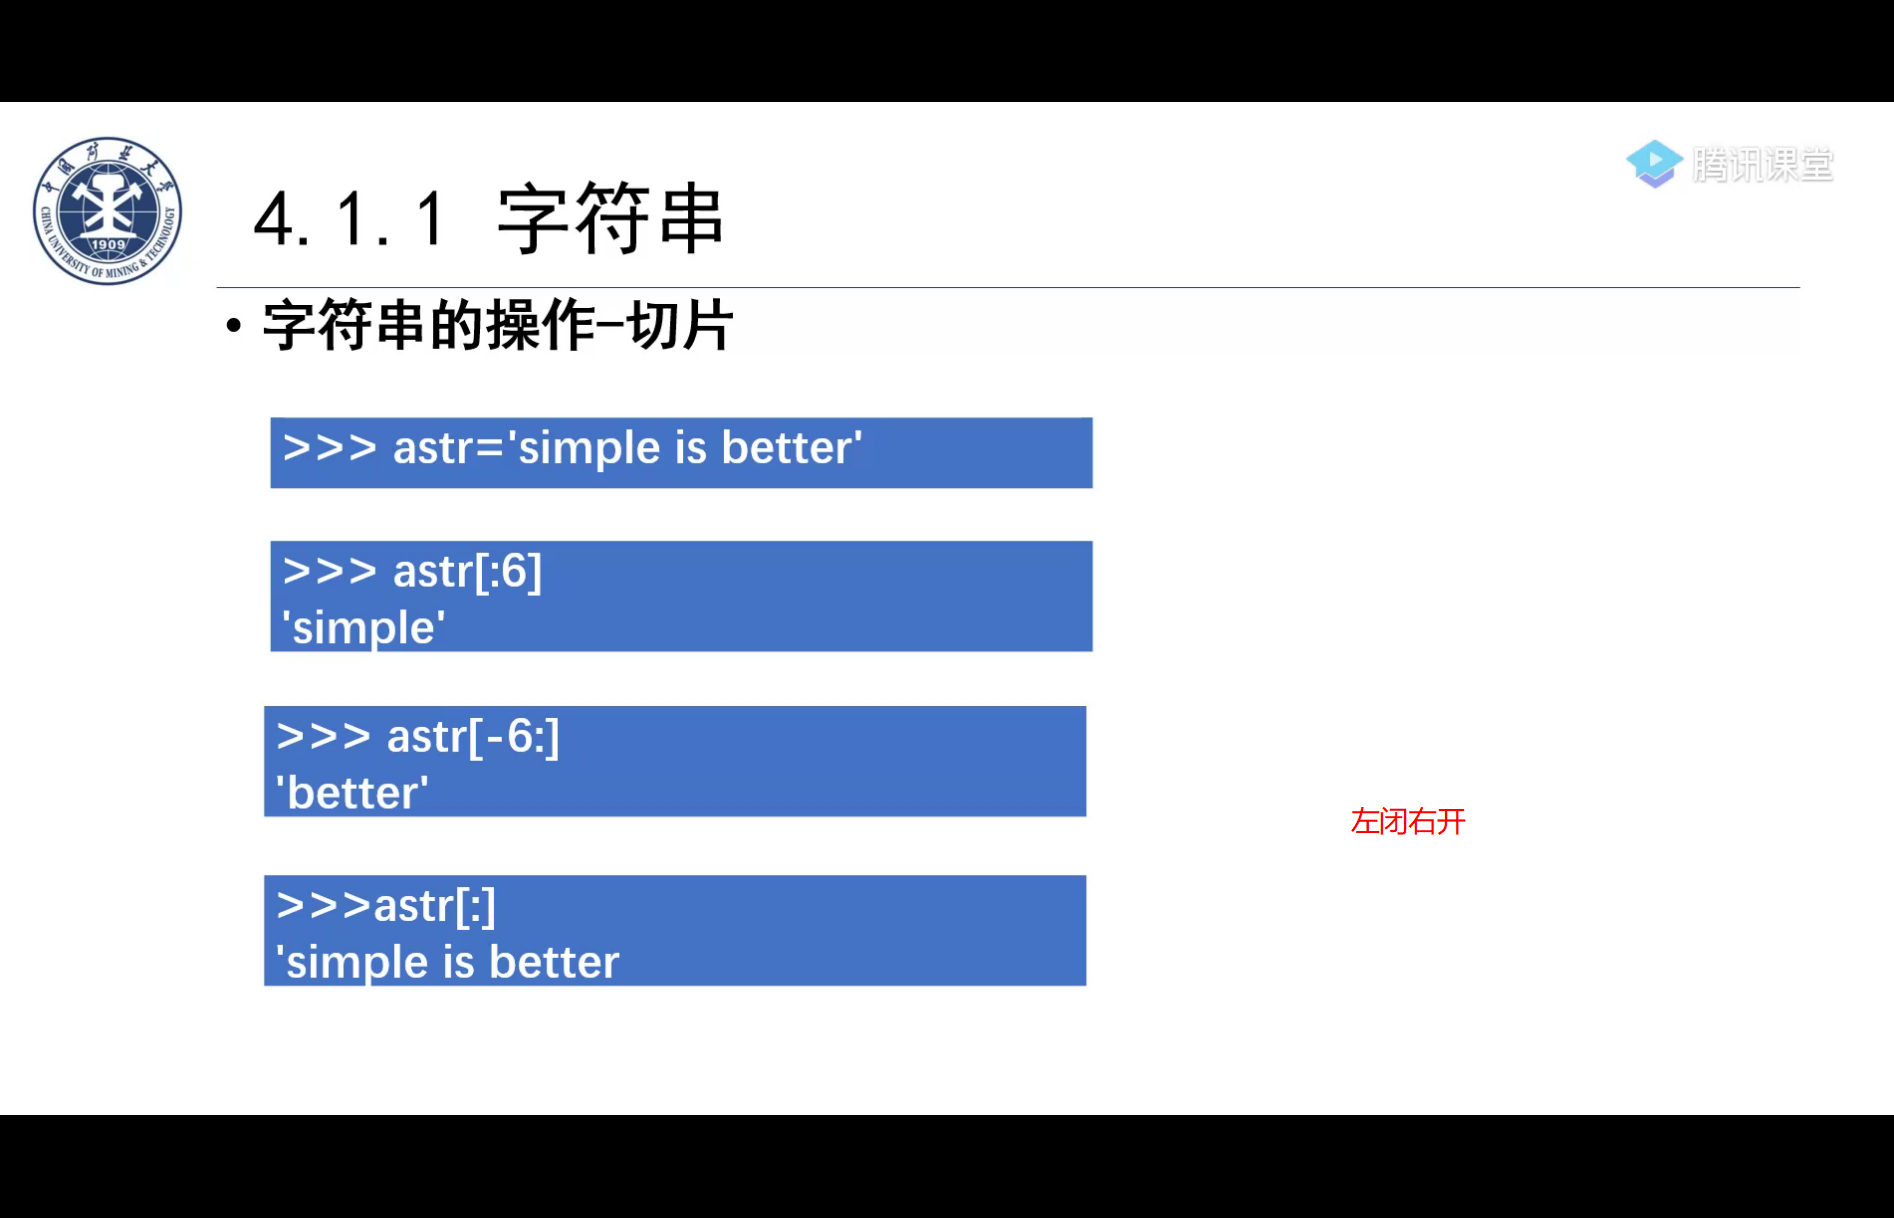 中国矿业大学
CHINA UNIVERSITY OF MINING & TECHNOLOGY
1909
腾讯课堂
4.1.1 字符串
• 字符串的操作-切片
>>> astr='simple is better'
>>> astr[:6]
'simple'
>>> astr[-6:]
'better'
左闭右开
>>>astr[:]
'simple is better